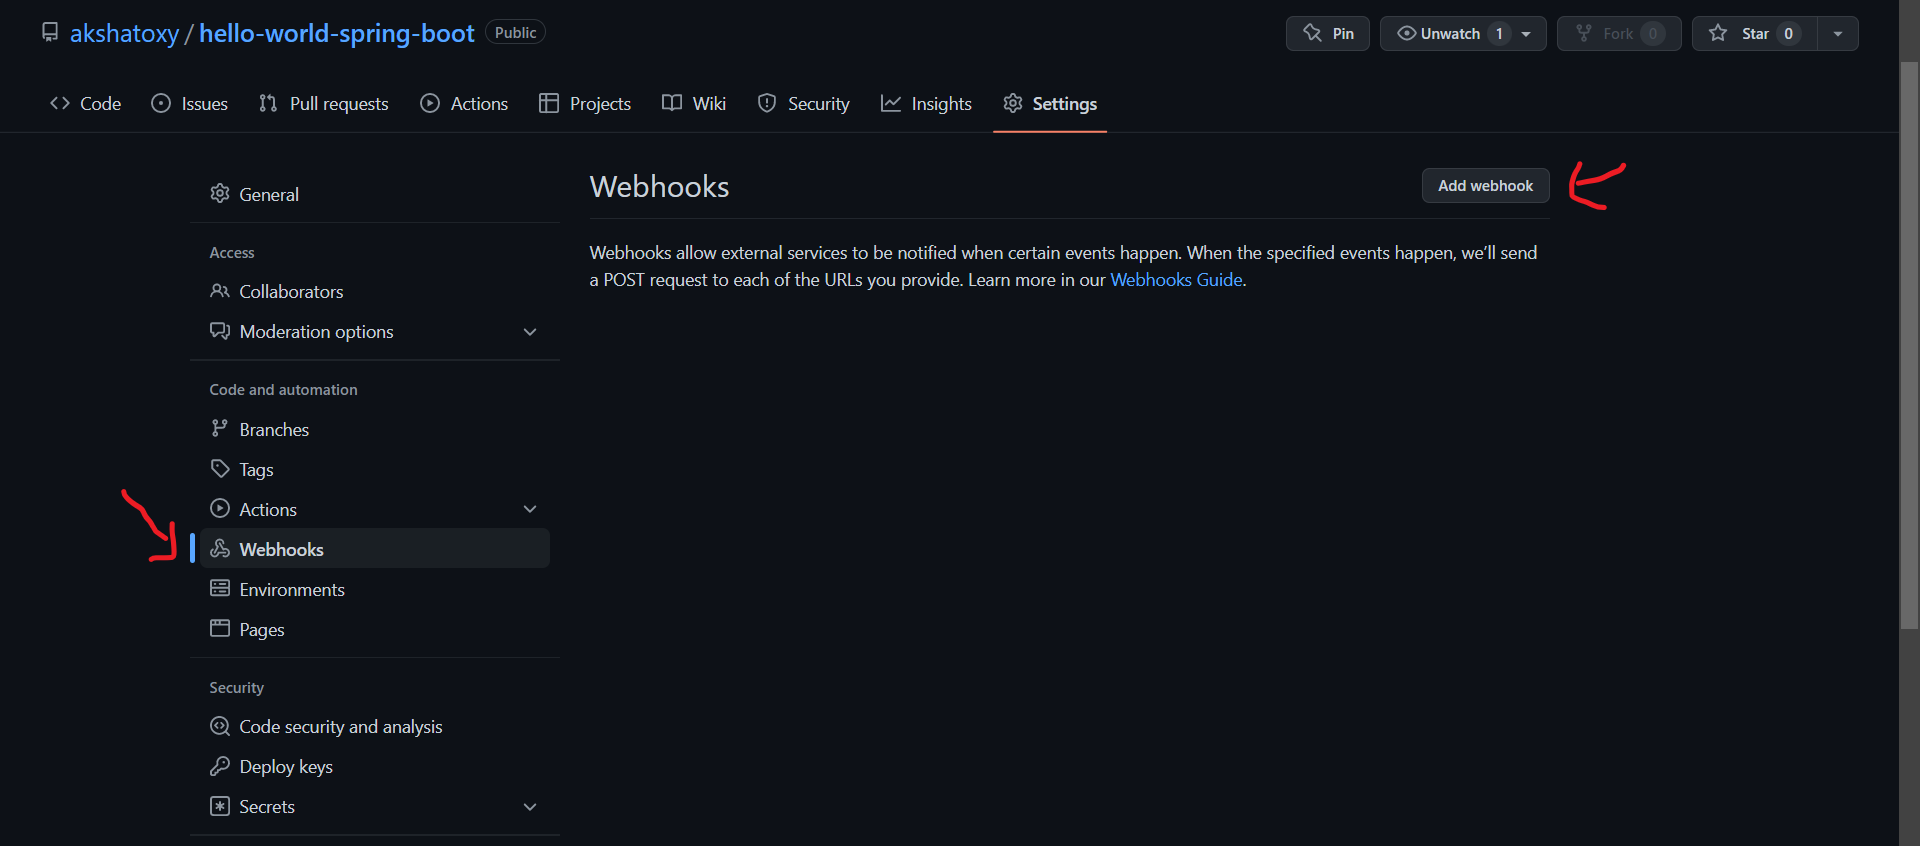 akshatoxy / hello-world-spring-boot Public
Pin Unwatch 1 Fork 0 Star 0
Code Issues Pull requests Actions Projects Wiki Security Insights Settings
General
Access
Collaborators
Moderation options
Code and automation
Branches
Tags
Actions
Webhooks
Environments
Pages
Security
Code security and analysis
Deploy keys
Secrets
Webhooks
Add webhook
Webhooks allow external services to be notified when certain events happen. When the specified events happen, we’ll send
a POST request to each of the URLs you provide. Learn more in our Webhooks Guide.